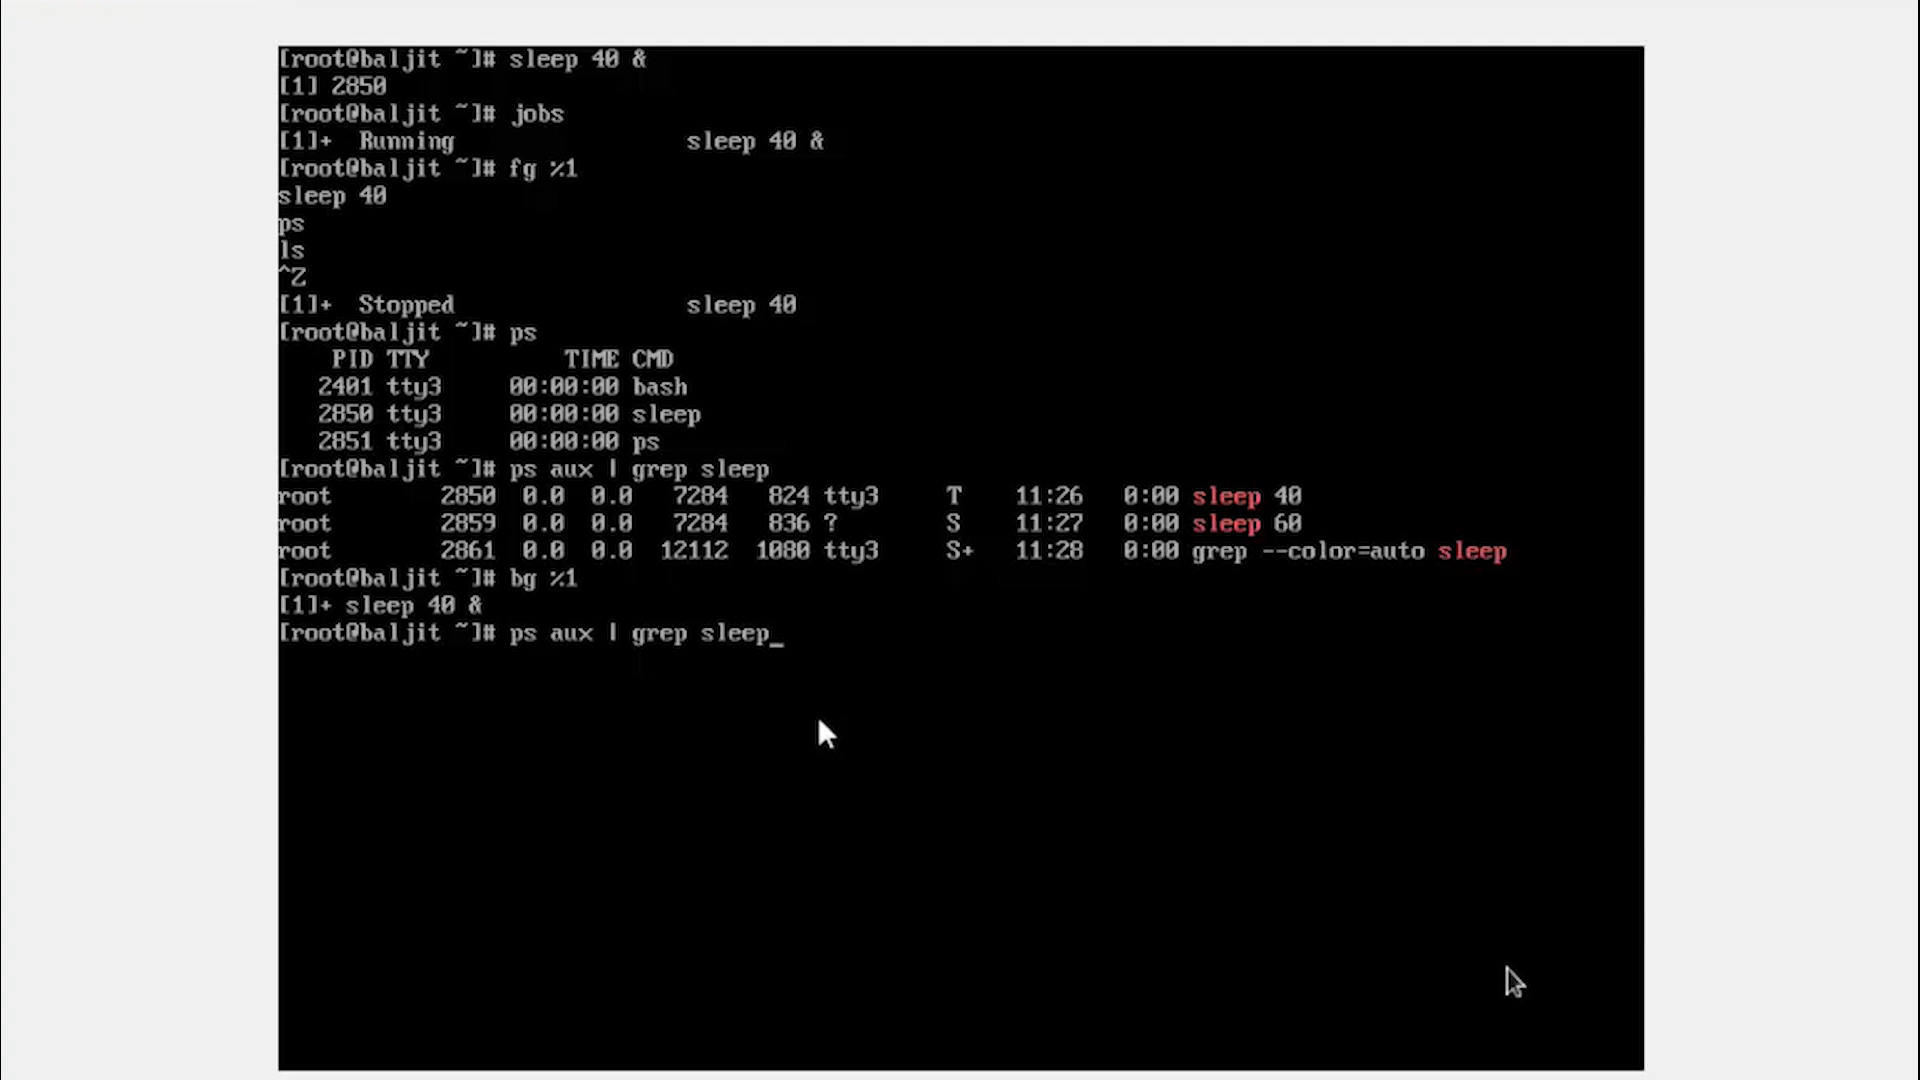 [root@baljit ~]# sleep 40 &
[1] 2850
[root@baljit ~]# jobs
[1]+  Running                 sleep 40 &
[root@baljit ~]# fg %1
sleep 40
ps
ls
^Z
[1]+  Stopped                 sleep 40
[root@baljit ~]# ps
    PID TTY          TIME CMD
   2401 tty3     00:00:00 bash
   2850 tty3     00:00:00 sleep
   2851 tty3     00:00:00 ps
[root@baljit ~]# ps aux | grep sleep
root        2850  0.0  0.0   7284   824 tty3     T    11:26   0:00 sleep 40
root        2859  0.0  0.0   7284   836 ?        S    11:27   0:00 sleep 60
root        2861  0.0  0.0  12112  1080 tty3     S+   11:28   0:00 grep --color=auto sleep
[root@baljit ~]# bg %1
[1]+ sleep 40 &
[root@baljit ~]# ps aux | grep sleep_